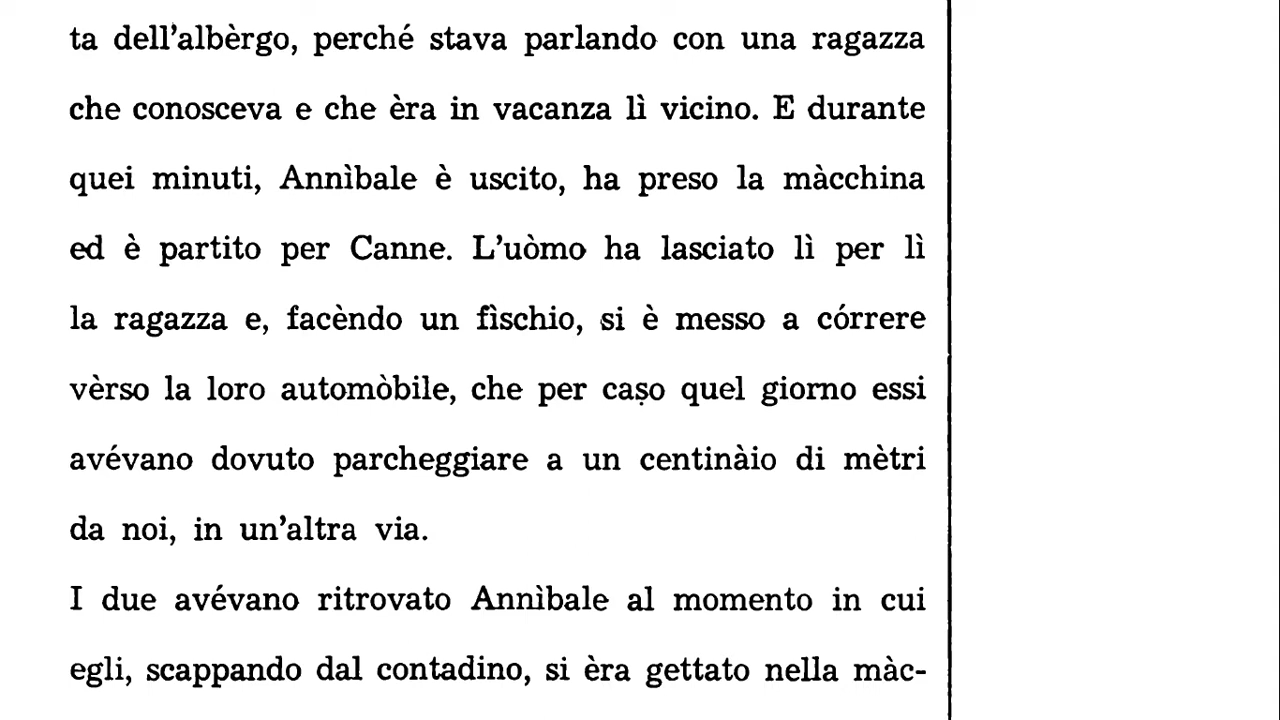 ta dell'albèrgo, perché stava parlando con una ragazza
che conosceva e che èra in vacanza lì vicino. E durante
quei minuti, Annìbale è uscito, ha preso la màcchina
ed è partito per Canne. L'uòmo ha lasciato lì per lì
la ragazza e, facèndo un fìschio, si è messo a córrere
vèrso la loro automòbile, che per caṣo quel giorno essi
avévano dovuto parcheggiare a un centinàio di mètri
da noi, in un'altra via.
I due avévano ritrovato Annìbale al momento in cui
egli, scappando dal contadino, si èra gettato nella màc-